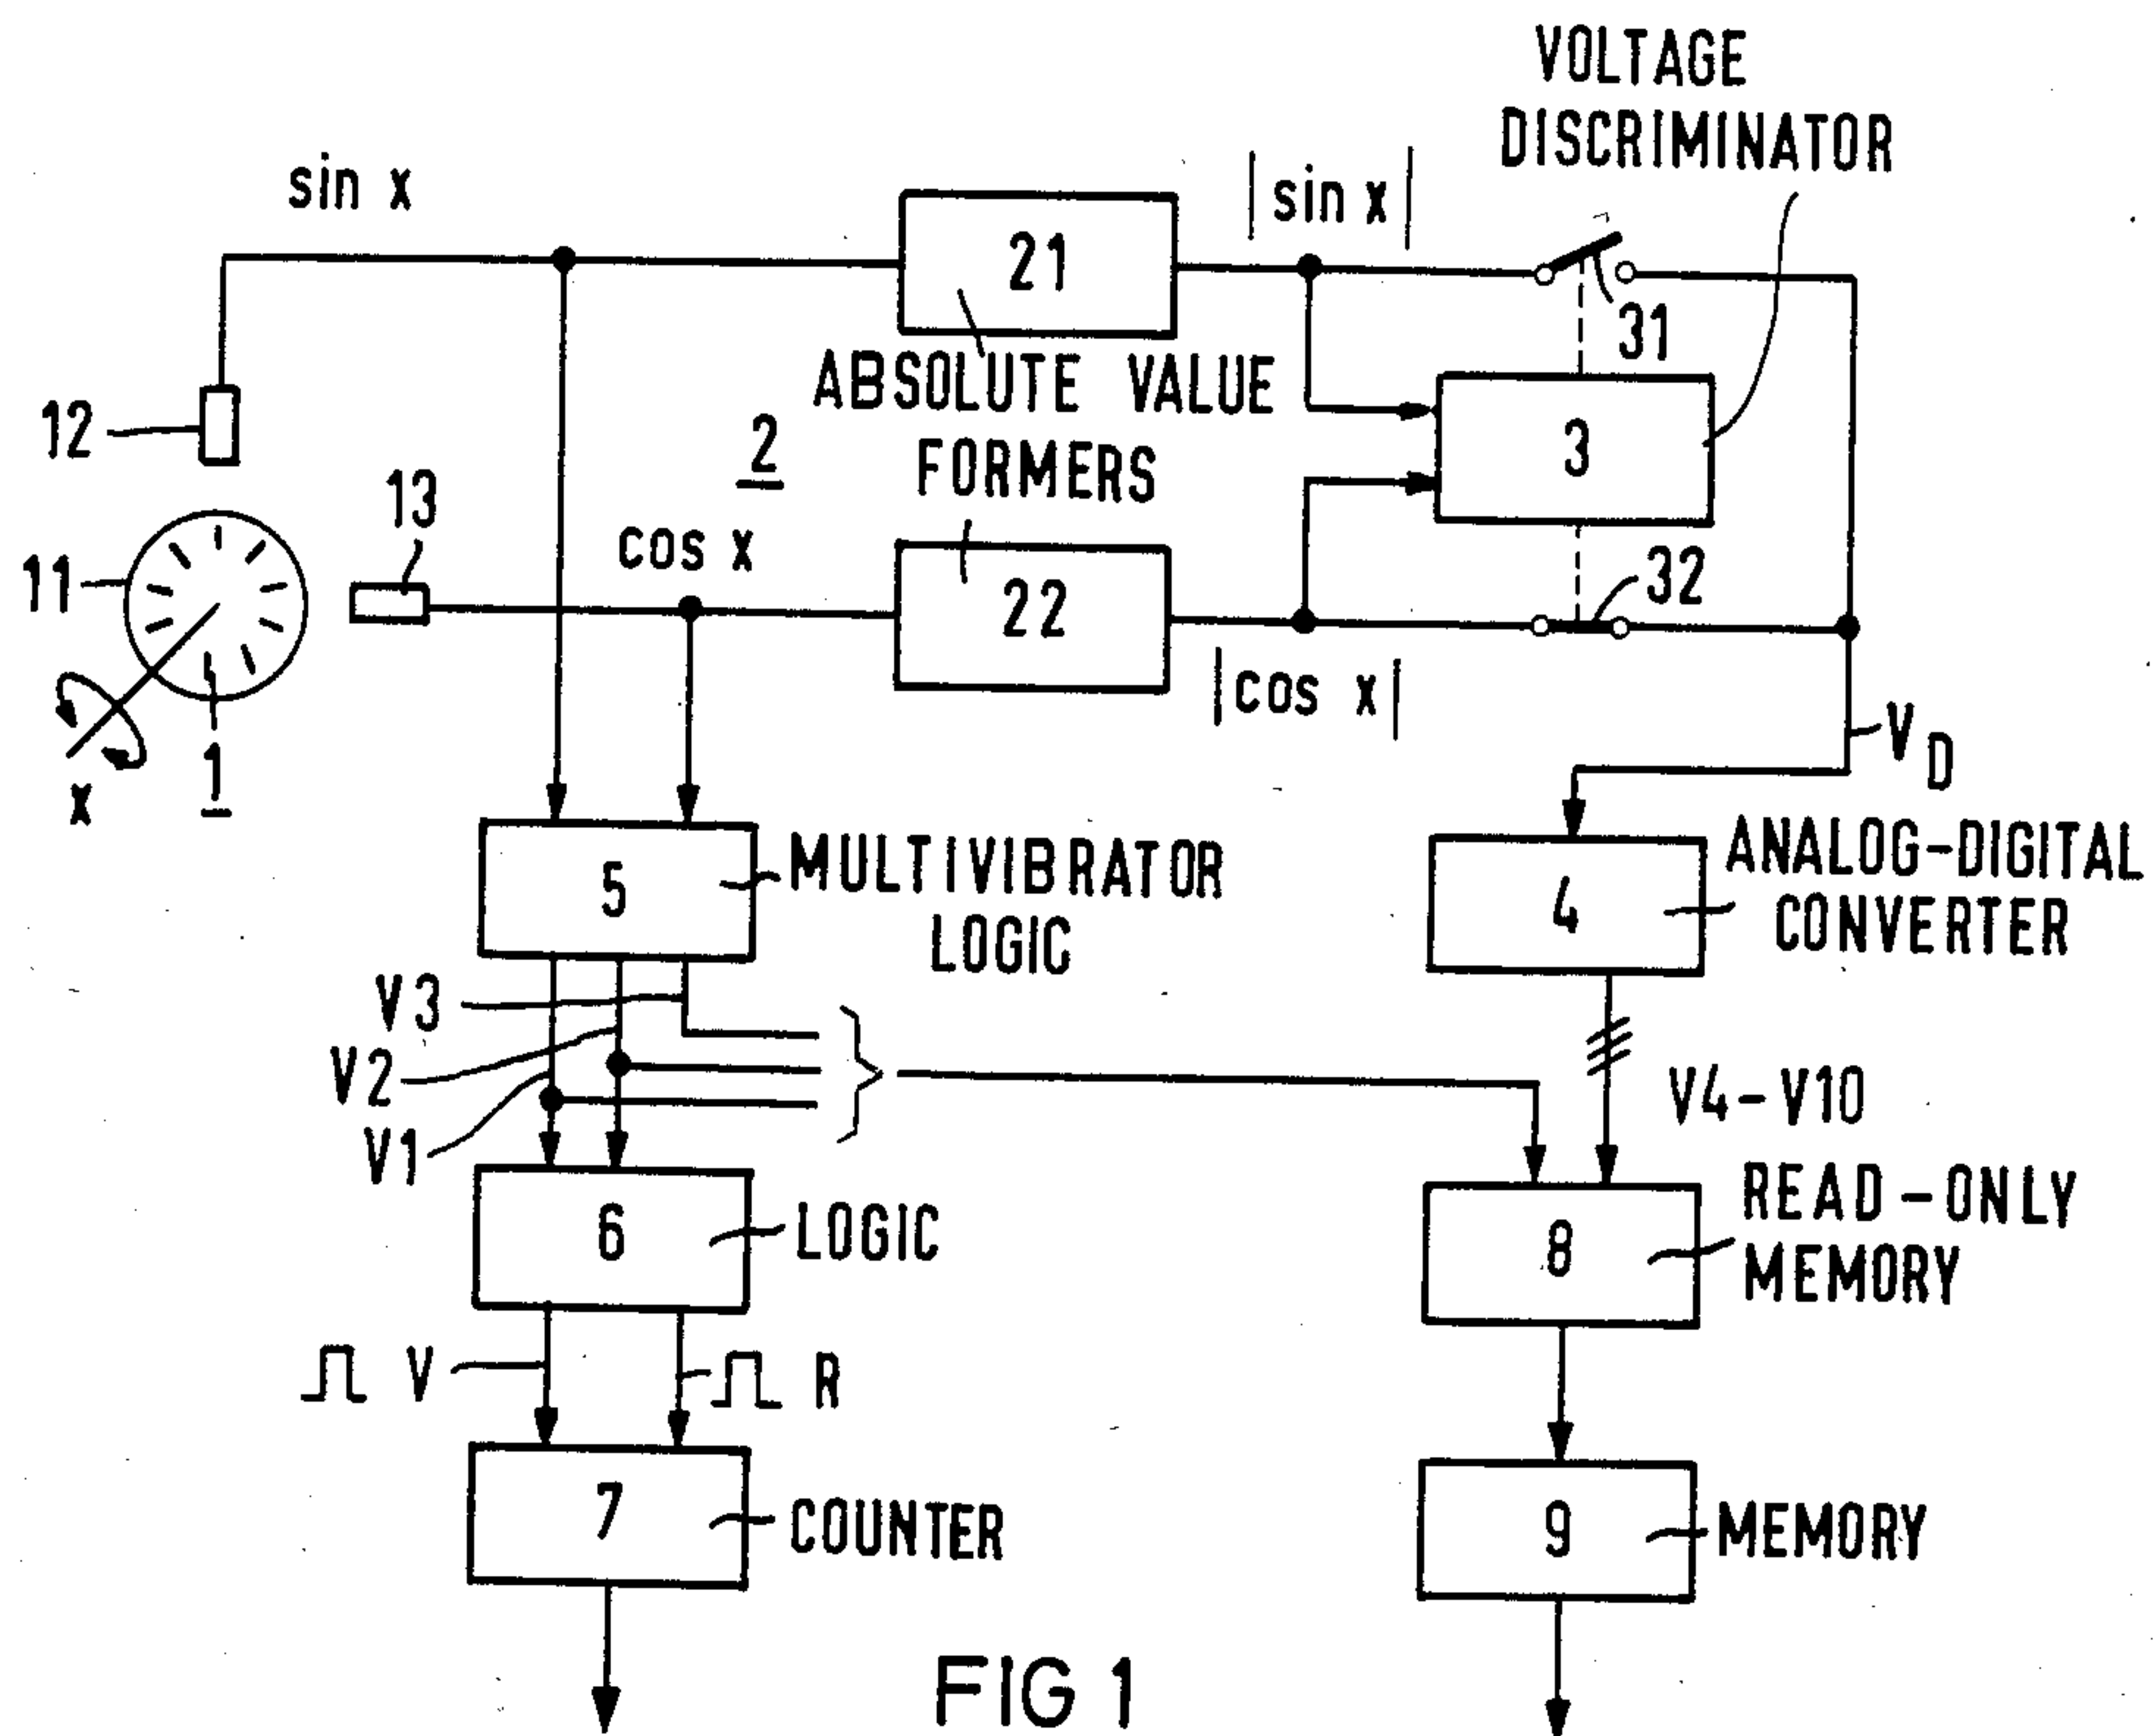 VOLTAGE
DISCRIMINATOR
sin x
|sin x|
21
31
ABSOLUTE VALUE
FORMERS
12
2
3
13
cos x
11
22
32
|cos x|
VD
x
1
5
MULTIVIBRATOR
LOGIC
4
ANALOG-DIGITAL
CONVERTER
V3
V2
V1
V4-V10
6
LOGIC
8
READ-ONLY
MEMORY
V
R
7
COUNTER
9
MEMORY
FIG 1